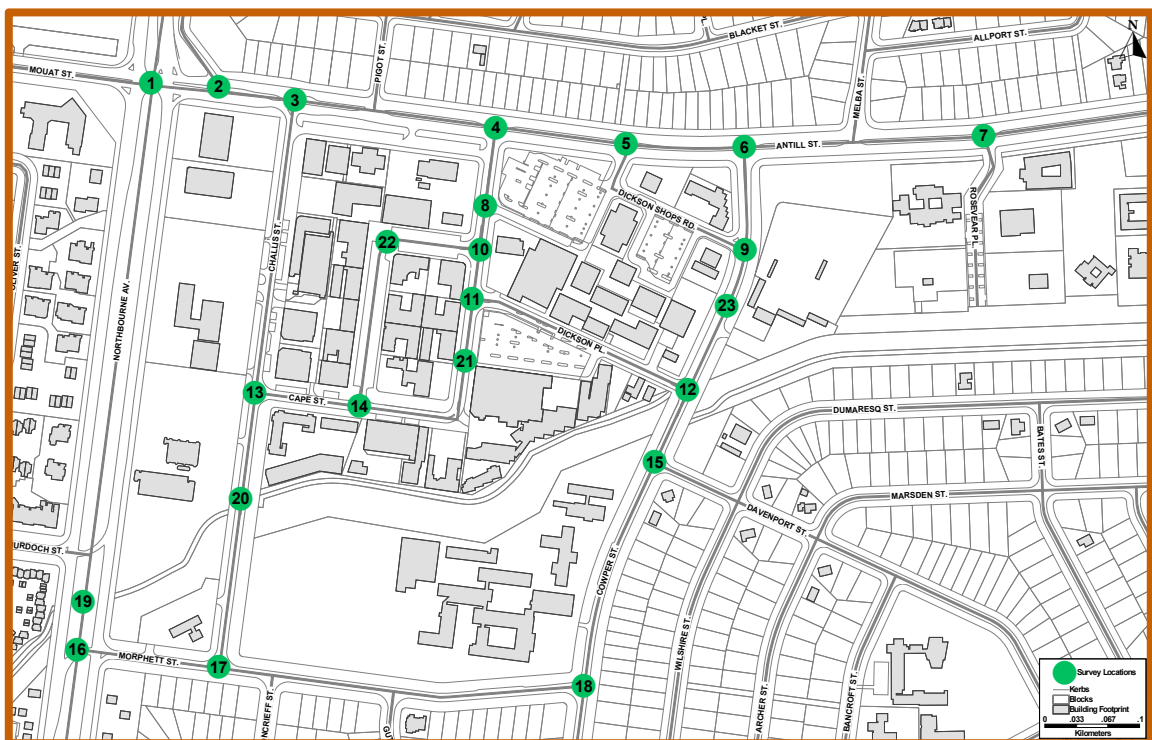 BLACKET ST.
ALLPORT ST.
N
MOUAT ST.
PIGOT ST.
MELBA ST.
1
2
3
4
5
6
7
ANTILL ST.
DICKSON SHOPS RD.
ROSEVEAR PL.
8
9
10
22
CHALLIS ST.
NORTHBOURNE AV.
11
23
DICKSON PL.
21
12
13
CAPE ST.
14
DUMARESQ ST.
BATES ST.
15
MARSDEN ST.
20
DAVENPORT ST.
COWPER ST.
19
16
MORPHETT ST.
17
18
WILSHIRE ST.
ARCHER ST.
BANCROFT ST.
Survey Locations
Kerbs
Blocks
Building Footprint
0 .033 .067 .1
Kilometers